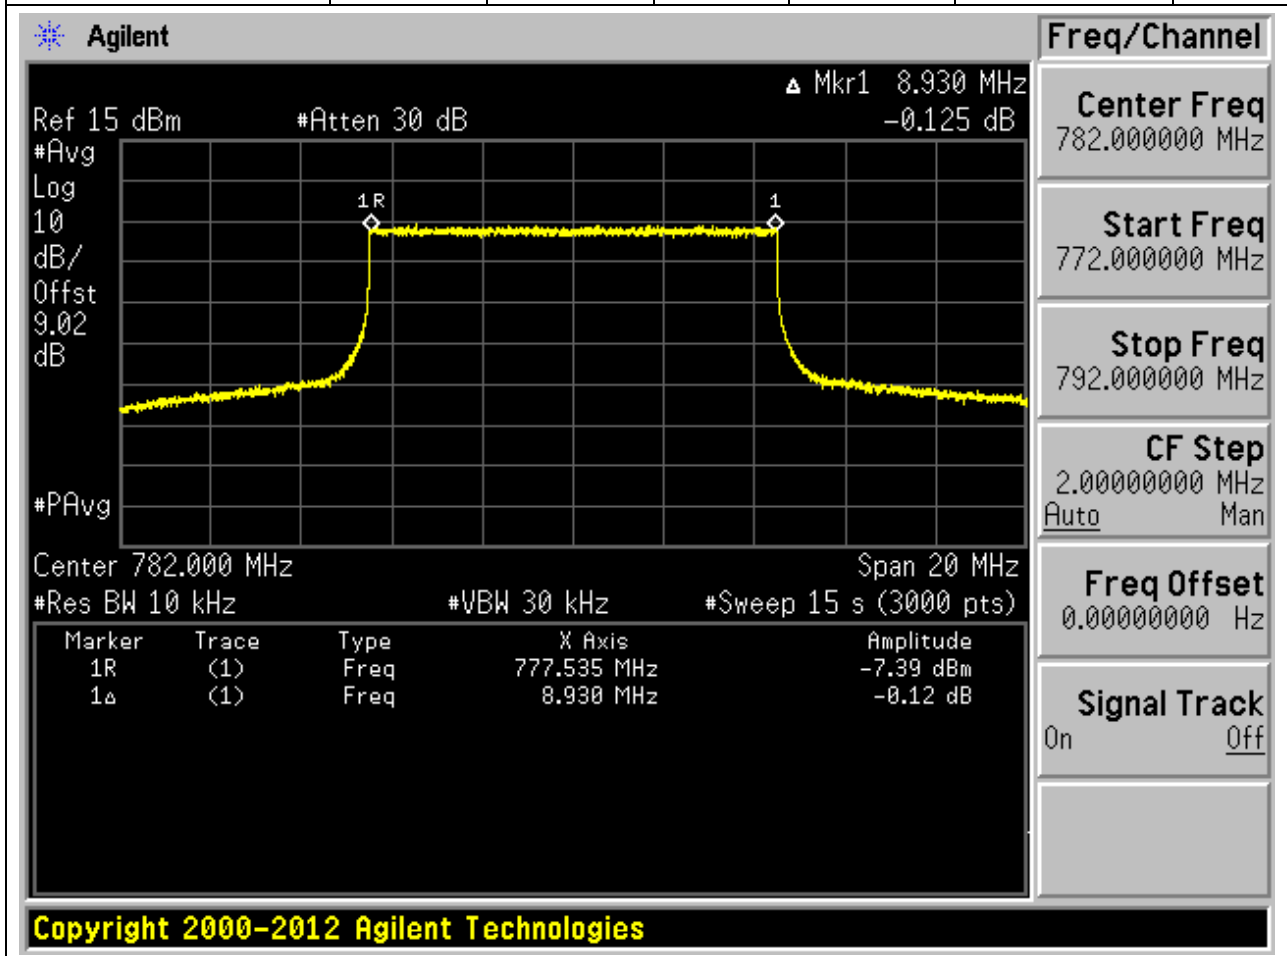 Agilent
Freq/Channel
Δ Mkr1 8.930 MHz
Ref 15 dBm #Atten 30 dB -0.125 dB
#Avg
Log
10
dB/
Offst
9.02
dB
#PAvg
1R
1
Center 782.000 MHz Span 20 MHz
#Res BW 10 kHz #VBW 30 kHz #Sweep 15 s (3000 pts)
Marker Trace Type X Axis Amplitude
1R (1) Freq 777.535 MHz -7.39 dBm
1Δ (1) Freq 8.930 MHz -0.12 dB
Center Freq
782.000000 MHz
Start Freq
772.000000 MHz
Stop Freq
792.000000 MHz
CF Step
2.00000000 MHz
Auto Man
Freq Offset
0.00000000 Hz
Signal Track
On Off
Copyright 2000-2012 Agilent Technologies